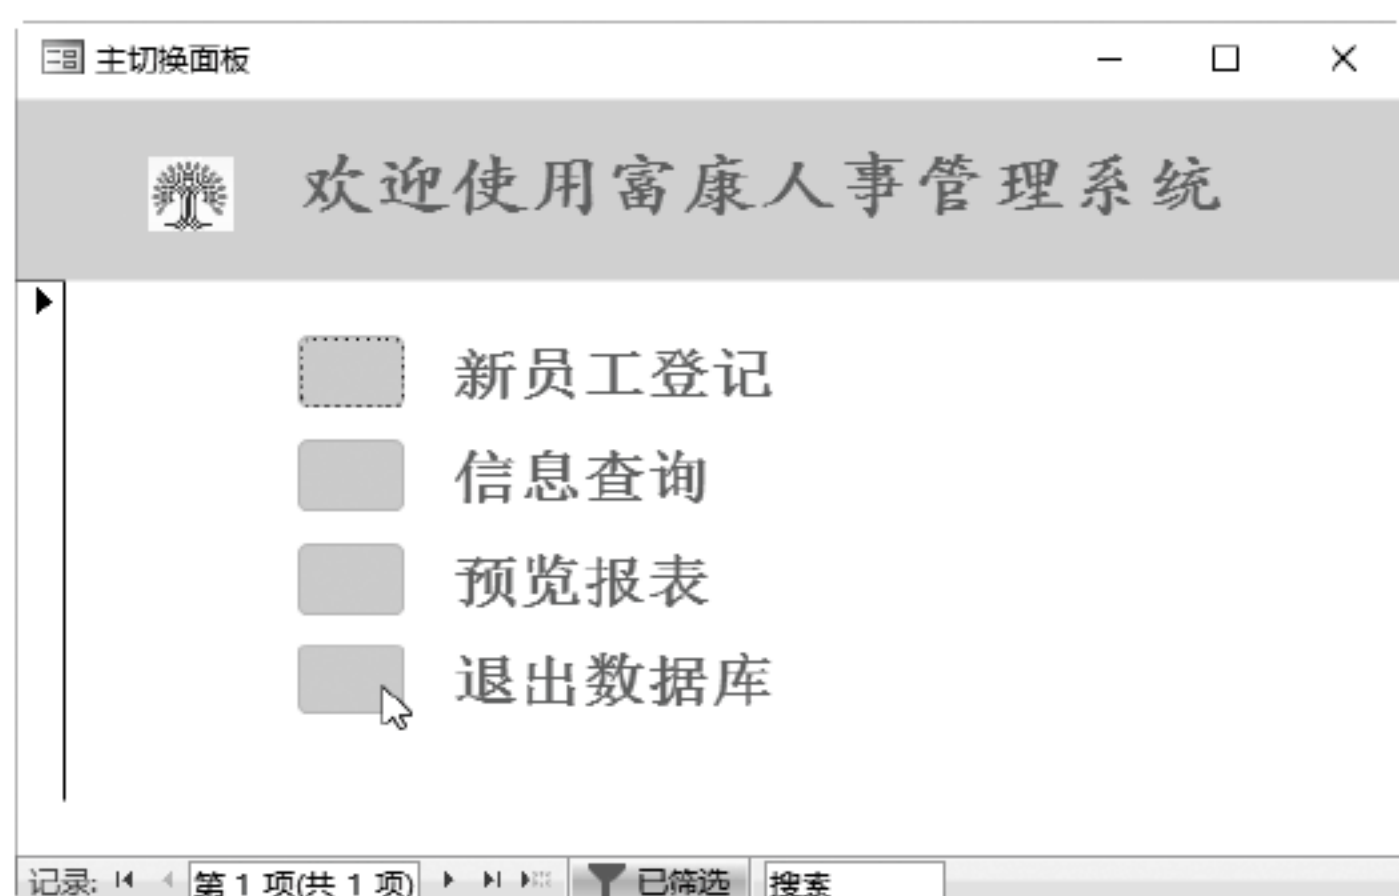 主切换面板
欢迎使用富康人事管理系统
新员工登记
信息查询
预览报表
退出数据库
记录: 第 1 项(共 1 项) 已筛选 搜索